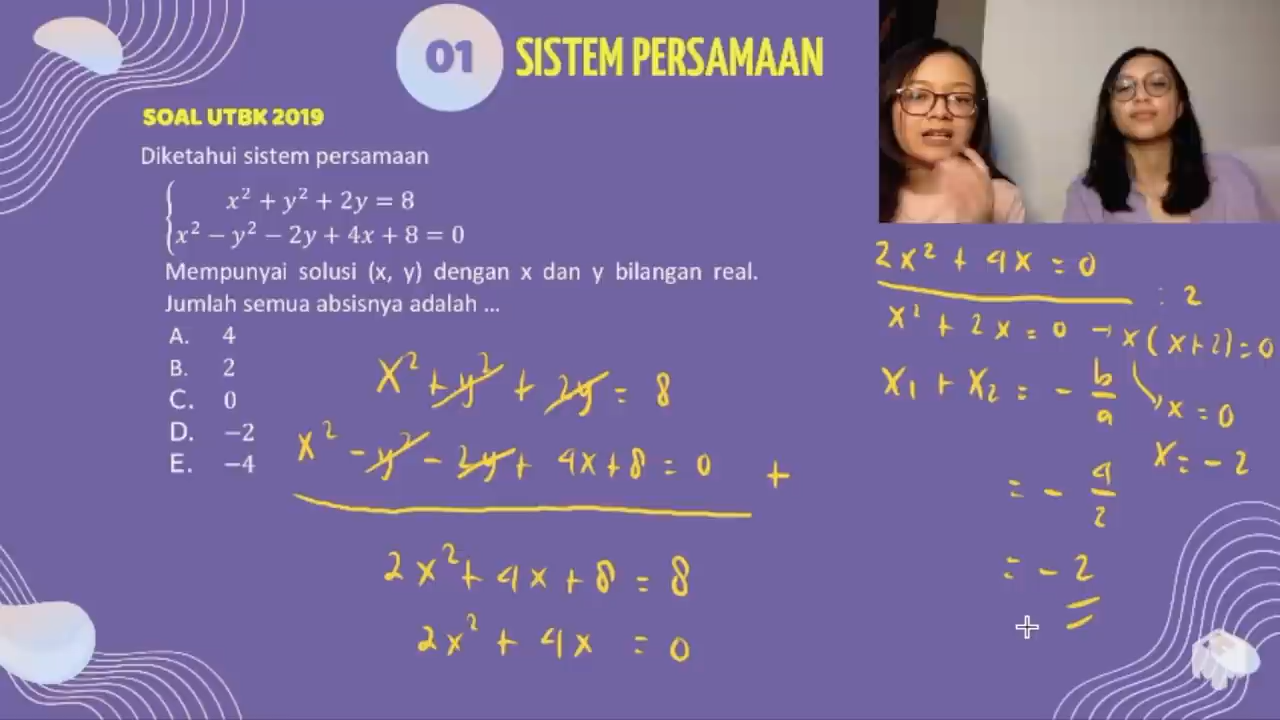 01 SISTEM PERSAMAAN
SOAL UTBK 2019
Diketahui sistem persamaan
x² + y² + 2y = 8
x² − y² − 2y + 4x + 8 = 0
Mempunyai solusi (x, y) dengan x dan y bilangan real.
Jumlah semua absisnya adalah ...
A. 4
B. 2
C. 0
D. −2
E. −4
x² + y² + 2y = 8
x² - y² - 2y + 4x + 8 = 0 +
2x² + 4x + 8 = 8
2x² + 4x = 0
2x² + 4x = 0
: 2
x² + 2x = 0 → x(x+2) = 0
x₁ + x₂ = - b/a
x = 0
x = -2
= - 4/2
= - 2